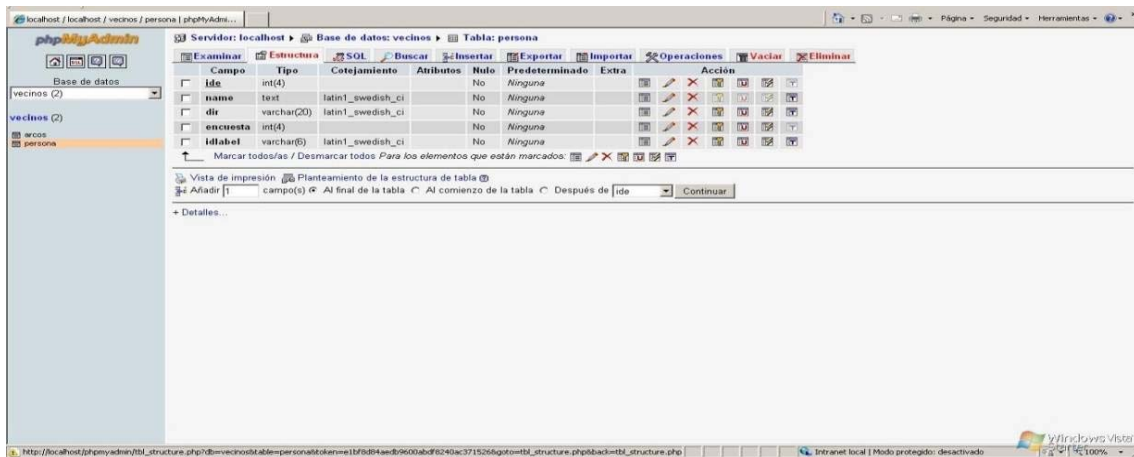 localhost / localhost / vecinos / persona | phpMyAdmi...
Página Seguridad Herramientas
phpMyAdmin
Base de datos
vecinos (2)
vecinos (2)
arcos
persona
Servidor: localhost Base de datos: vecinos Tabla: persona
Examinar Estructura SQL Buscar Insertar Exportar Importar Operaciones Vaciar Eliminar
Campo Tipo Cotejamiento Atributos Nulo Predeterminado Extra Acción
ide int(4) No Ninguna
name text latin1_swedish_ci No Ninguna
dir varchar(20) latin1_swedish_ci No Ninguna
encuesta int(4) No Ninguna
idlabel varchar(6) latin1_swedish_ci No Ninguna
Marcar todos/as / Desmarcar todos Para los elementos que están marcados:
Vista de impresión Planteamiento de la estructura de tabla
Añadir 1 campo(s) Al final de la tabla Al comienzo de la tabla Después de ide Continuar
+ Detalles...
Windows Vista
Starter
Intranet local | Modo protegido: desactivado 100%